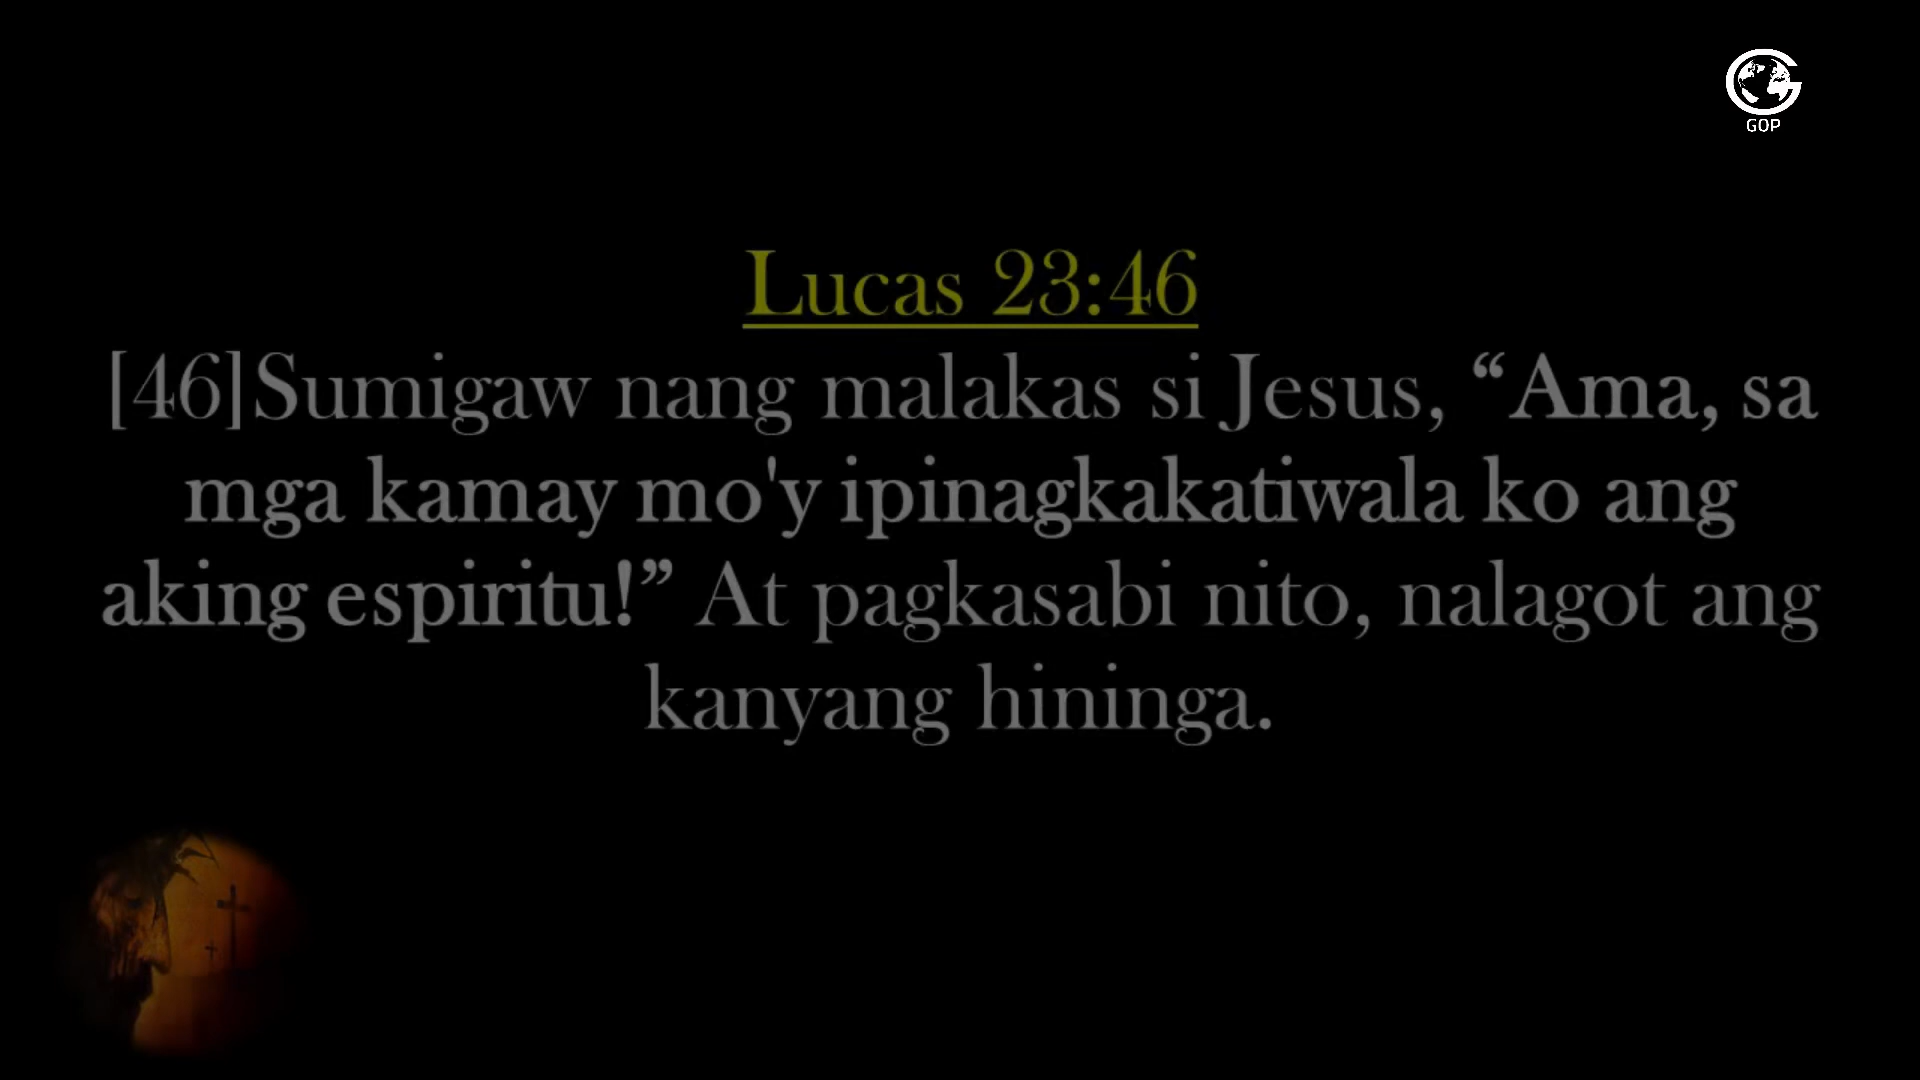 GOP
Lucas 23:46
[46]Sumigaw nang malakas si Jesus, “Ama, sa
mga kamay mo'y ipinagkakatiwala ko ang
aking espiritu!” At pagkasabi nito, nalagot ang
kanyang hininga.